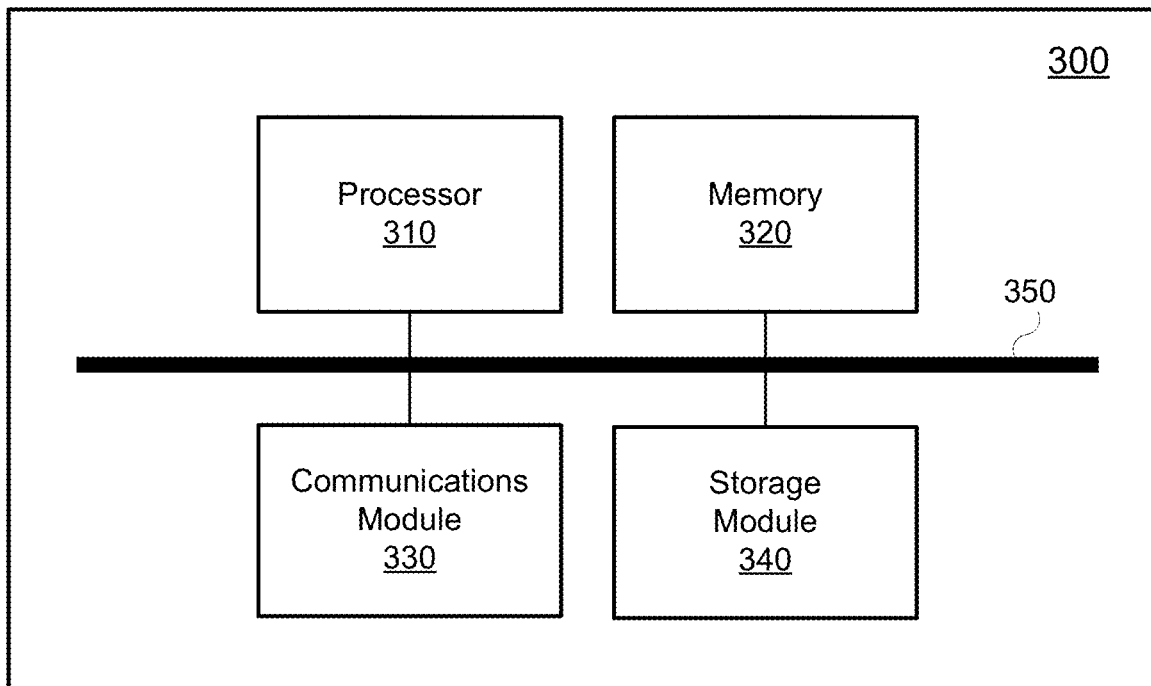 300
Processor
310
Memory
320
350
Communications
Module
330
Storage
Module
340